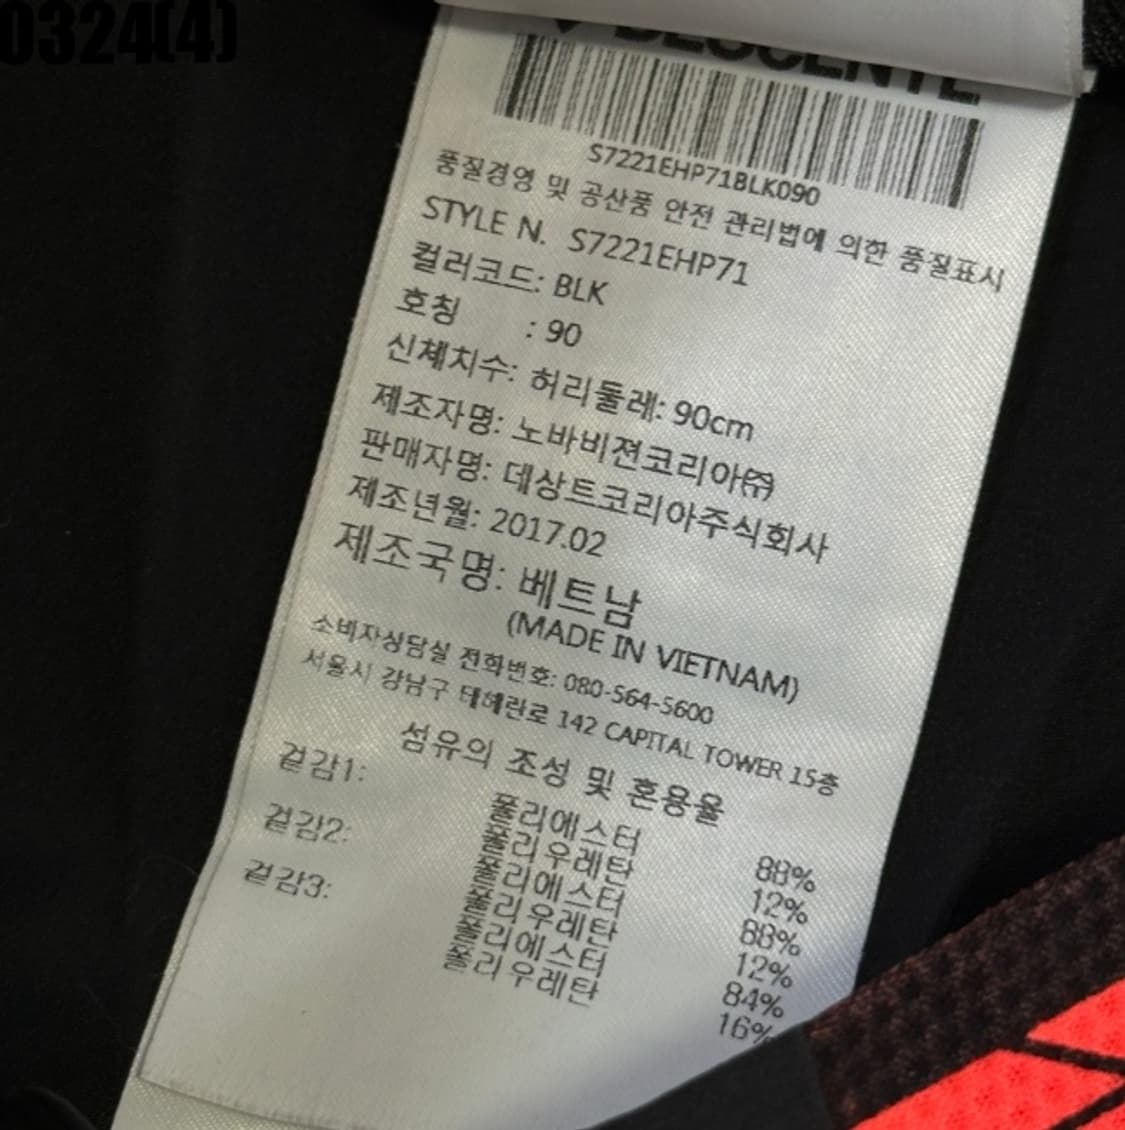 0324(4)
DESCENTE
S7221EHP71BLK090
품질경영 및 공산품 안전 관리법에 의한 품질표시
STYLE N. S7221EHP71
컬러코드: BLK
호칭 : 90
신체치수: 허리둘레: 90cm
제조자명: 노바비젼코리아㈜
판매자명: 데상트코리아주식회사
제조년월: 2017.02
제조국명: 베트남
(MADE IN VIETNAM)
소비자상담실 전화번호: 080-564-5600
서울시 강남구 테헤란로 142 CAPITAL TOWER 15층
섬유의 조성 및 혼용율
겉감1: 폴리에스터 88%
폴리우레탄 12%
겉감2: 폴리에스터 88%
폴리우레탄 12%
겉감3: 폴리에스터 84%
폴리우레탄 16%